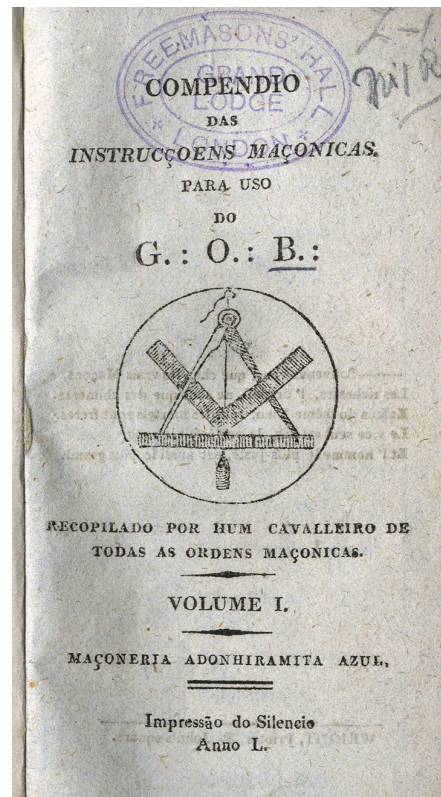 FREEMASONS' HALL
GRAND
LODGE
LONDON
COMPENDIO
DAS
INSTRUCÇOENS MAÇONICAS.
PARA USO
DO
G.: O.: B.:
RECOPILADO POR HUM CAVALLEIRO DE
TODAS AS ORDENS MAÇONICAS.
VOLUME I.
MAÇONERIA ADONHIRAMITA AZUL,
Impressão do Silencio
Anno L.